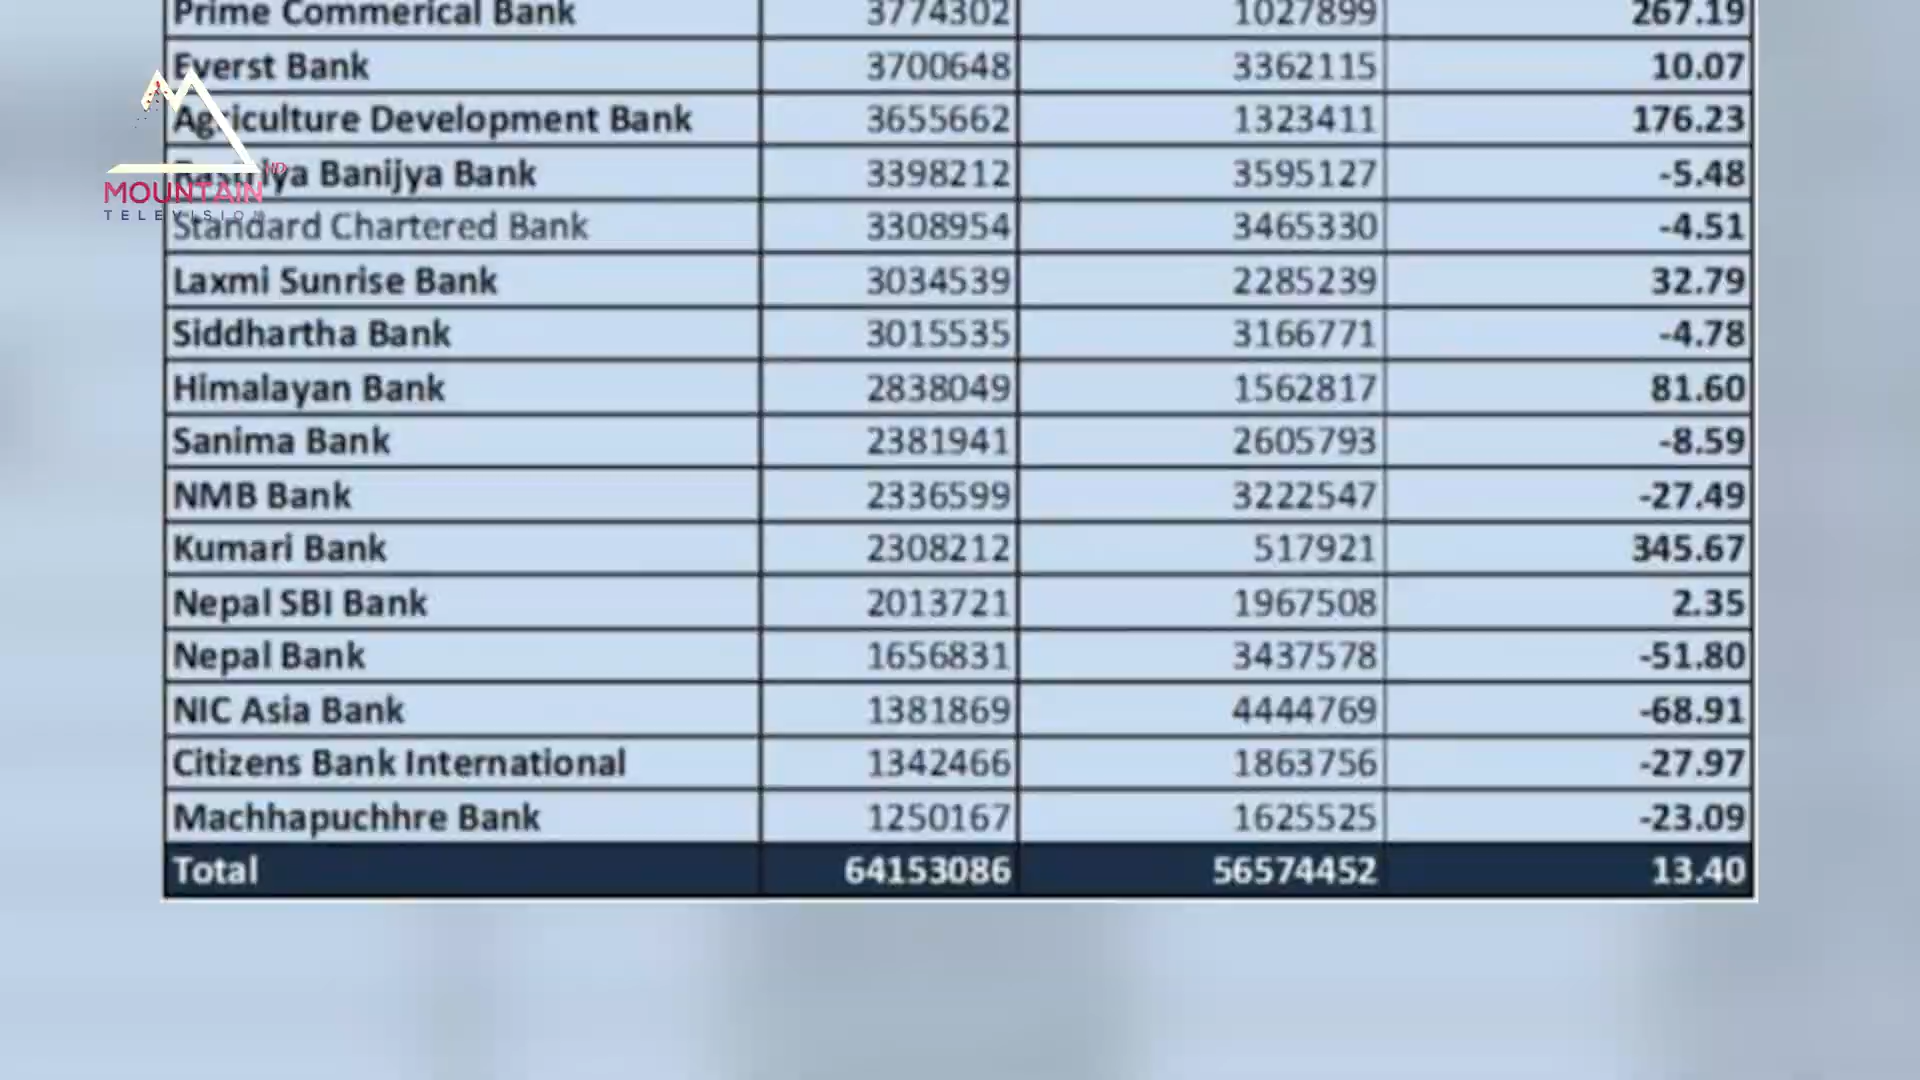 Prime Commerical Bank 3774302 1027899 267.19
Everst Bank 3700648 3362115 10.07
Agriculture Development Bank 3655662 1323411 176.23
Rastriya Banijya Bank 3398212 3595127 -5.48
Standard Chartered Bank 3308954 3465330 -4.51
Laxmi Sunrise Bank 3034539 2285239 32.79
Siddhartha Bank 3015535 3166771 -4.78
Himalayan Bank 2838049 1562817 81.60
Sanima Bank 2381941 2605793 -8.59
NMB Bank 2336599 3222547 -27.49
Kumari Bank 2308212 517921 345.67
Nepal SBI Bank 2013721 1967508 2.35
Nepal Bank 1656831 3437578 -51.80
NIC Asia Bank 1381869 4444769 -68.91
Citizens Bank International 1342466 1863756 -27.97
Machhapuchhre Bank 1250167 1625525 -23.09
Total 64153086 56574452 13.40
HD
MOUNTAIN
TELEVISION